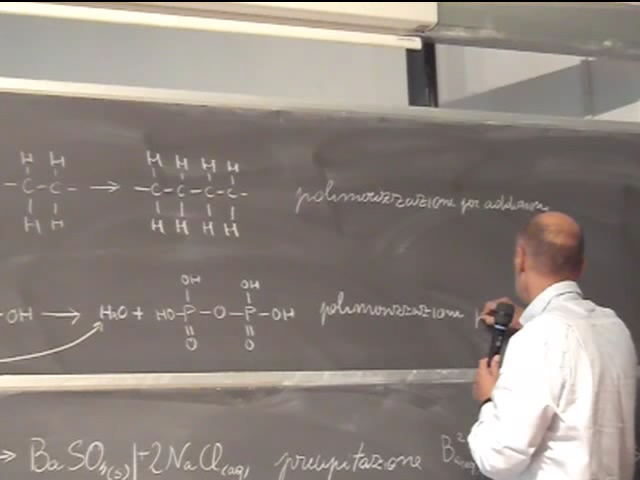 H H H H H H
-C-C- → -C-C-C-C- polimerizzazione per addizione
H H H H H H
OH OH
-OH → H₂O + HO-P-O-P-OH polimerizzazione p
O O
→ BaSO₄(s) + 2NaCl(aq) precipitazione